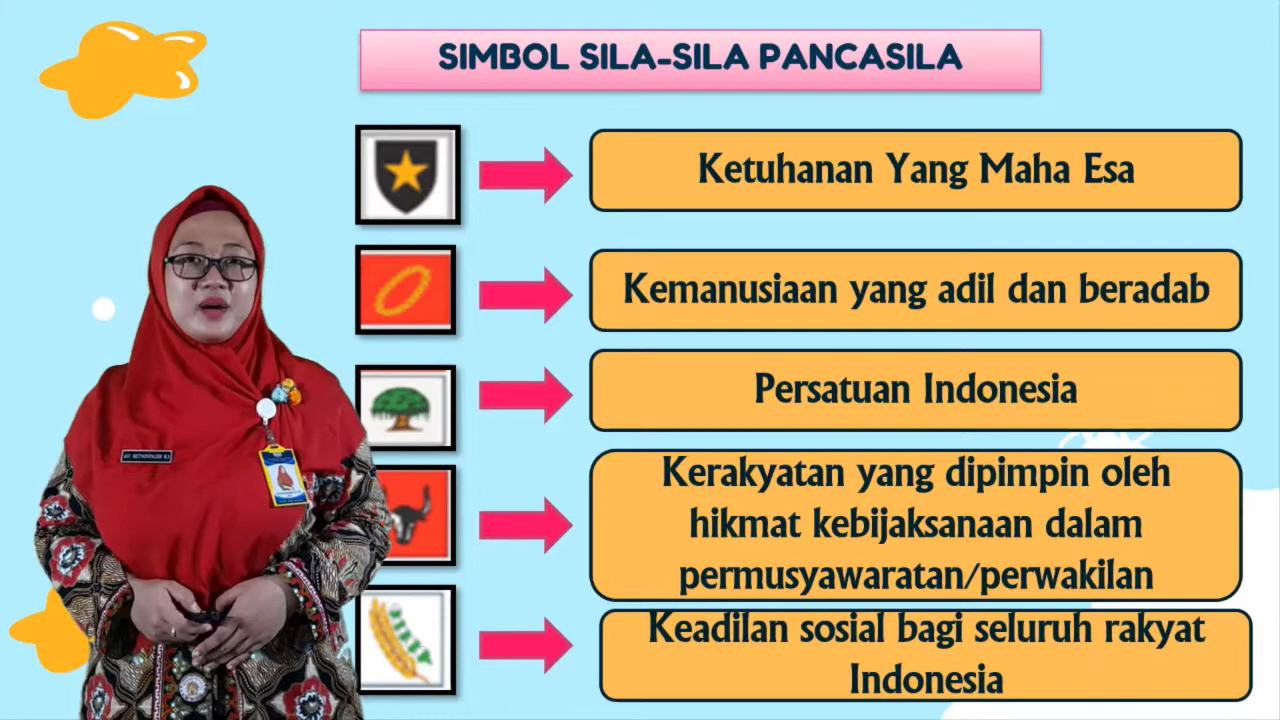 SIMBOL SILA-SILA PANCASILA
Ketuhanan Yang Maha Esa
Kemanusiaan yang adil dan beradab
Persatuan Indonesia
Kerakyatan yang dipimpin oleh
hikmat kebijaksanaan dalam
permusyawaratan/perwakilan
Keadilan sosial bagi seluruh rakyat
Indonesia